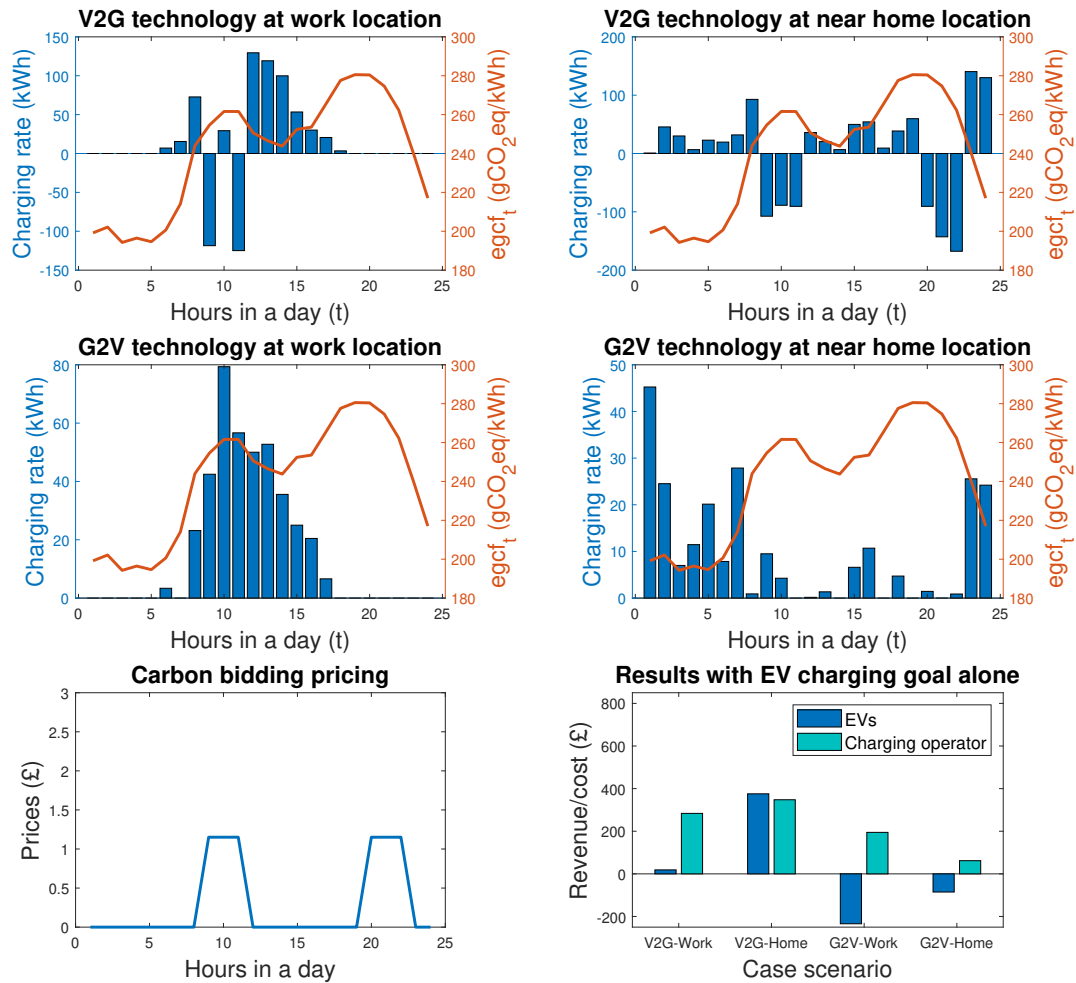 V2G technology at work location
150
100
50
0
-50
-100
-150
Charging rate (kWh)
300
280
260
240
220
200
180
egcf_t (gCO_2eq/kWh)
0 5 10 15 20 25
Hours in a day (t)
V2G technology at near home location
200
100
0
-100
-200
Charging rate (kWh)
300
280
260
240
220
200
180
egcf_t (gCO_2eq/kWh)
0 5 10 15 20 25
Hours in a day (t)
G2V technology at work location
80
60
40
20
0
Charging rate (kWh)
300
280
260
240
220
200
180
egcf_t (gCO_2eq/kWh)
0 5 10 15 20 25
Hours in a day (t)
G2V technology at near home location
50
40
30
20
10
0
Charging rate (kWh)
300
280
260
240
220
200
180
egcf_t (gCO_2eq/kWh)
0 5 10 15 20 25
Hours in a day (t)
Carbon bidding pricing
3
2.5
2
1.5
1
0.5
0
Prices (£)
0 5 10 15 20 25
Hours in a day
Results with EV charging goal alone
800
600
400
200
0
-200
Revenue/cost (£)
EVs
Charging operator
V2G-Work V2G-Home G2V-Work G2V-Home
Case scenario